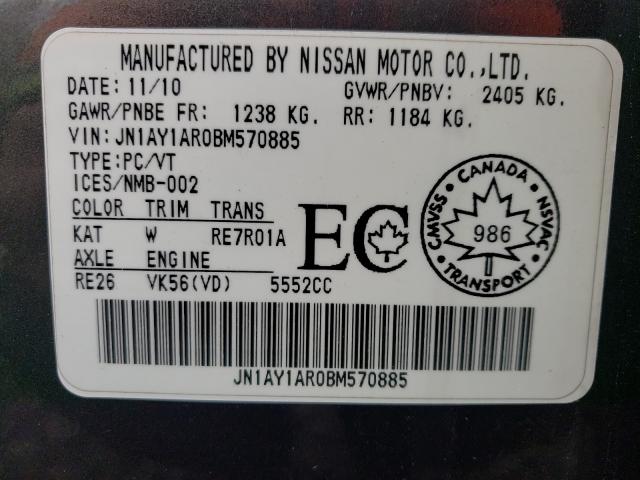 MANUFACTURED BY NISSAN MOTOR CO.,LTD.
DATE: 11/10 GVWR/PNBV: 2405 KG.
GAWR/PNBE FR: 1238 KG. RR: 1184 KG.
VIN: JN1AY1AR0BM570885
TYPE:PC/VT
ICES/NMB-002
COLOR TRIM TRANS
KAT W RE7R01A
AXLE ENGINE
RE26 VK56(VD) 5552CC
EC
CANADA
CMVSS • NSVAC
986
TRANSPORT
JN1AY1AR0BM570885